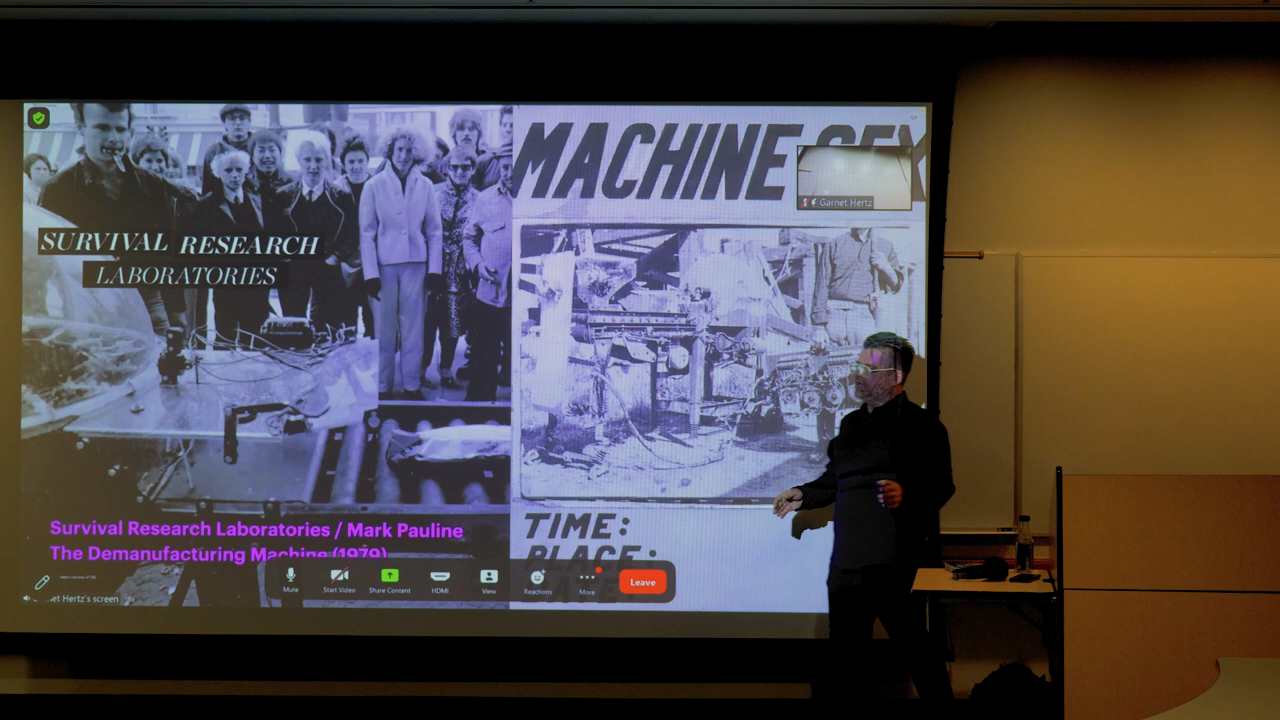 SURVIVAL RESEARCH
LABORATORIES
MACHINE SEX
Garnet Hertz
Survival Research Laboratories / Mark Pauline
The Demanufacturing Machine (1979)
TIME:
PLACE:
Mute
Start Video
Share Content
HDMI
View
Reactions
More
Leave
et Hertz's screen